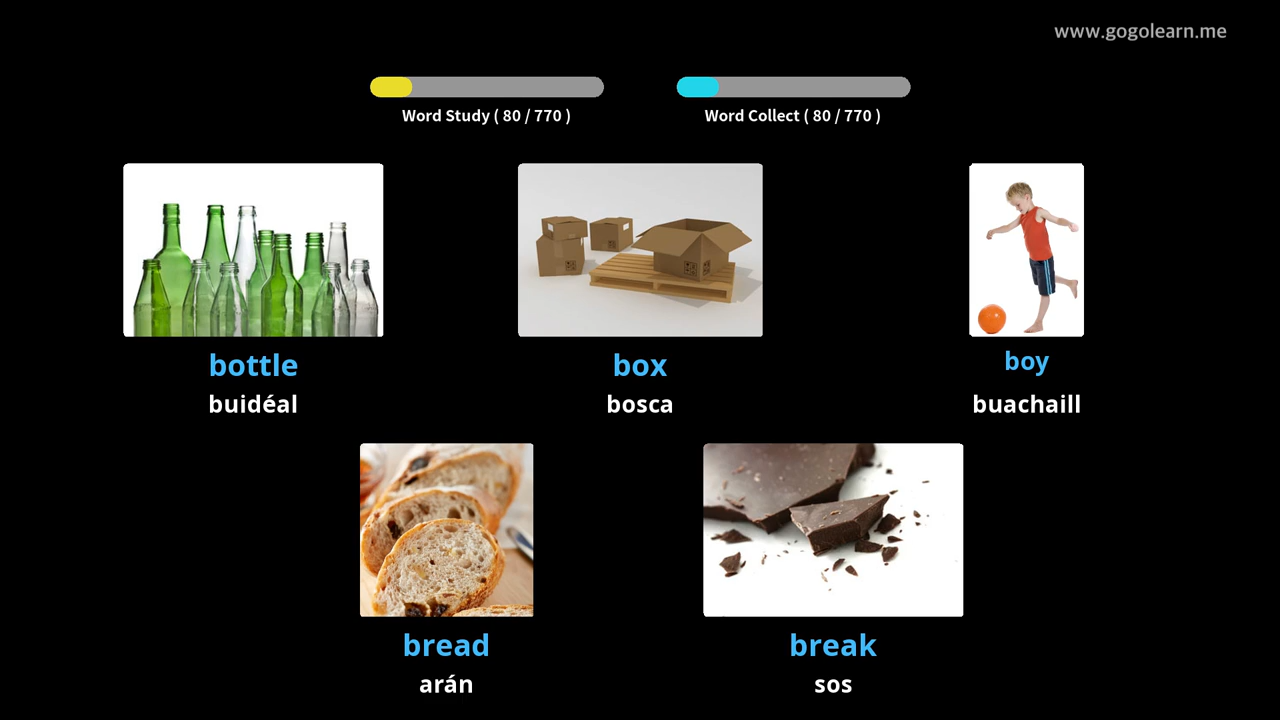 www.gogolearn.me
Word Study ( 80 / 770 )
Word Collect ( 80 / 770 )
bottle
buidéal
box
bosca
boy
buachaill
bread
arán
break
sos